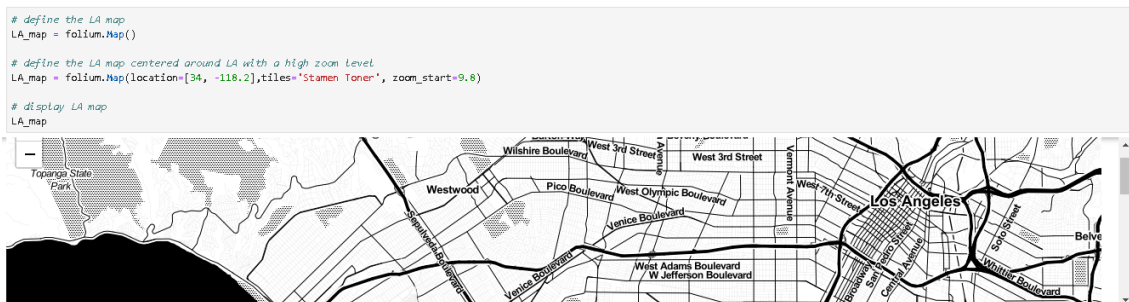 # define the LA map
LA_map = folium.Map()
# define the LA map centered around LA with a high zoom level
LA_map = folium.Map(location=[34, -118.2],tiles='Stamen Toner', zoom_start=9.8)
# display LA map
LA_map
−
Topanga State
Park
Wilshire Boulevard
West 3rd Street
Avenue
West 3rd Street
Vermont Avenue
Westwood
Pico Boulevard
West Olympic Boulevard
West 7th Street
Los Angeles
Sepulveda Boulevard
Venice Boulevard
Soto Street
Belve
Venice Boulevard
West Adams Boulevard
W Jefferson Boulevard
Broadway
San Pedro Street
Central Avenue
Whittier Boulevard